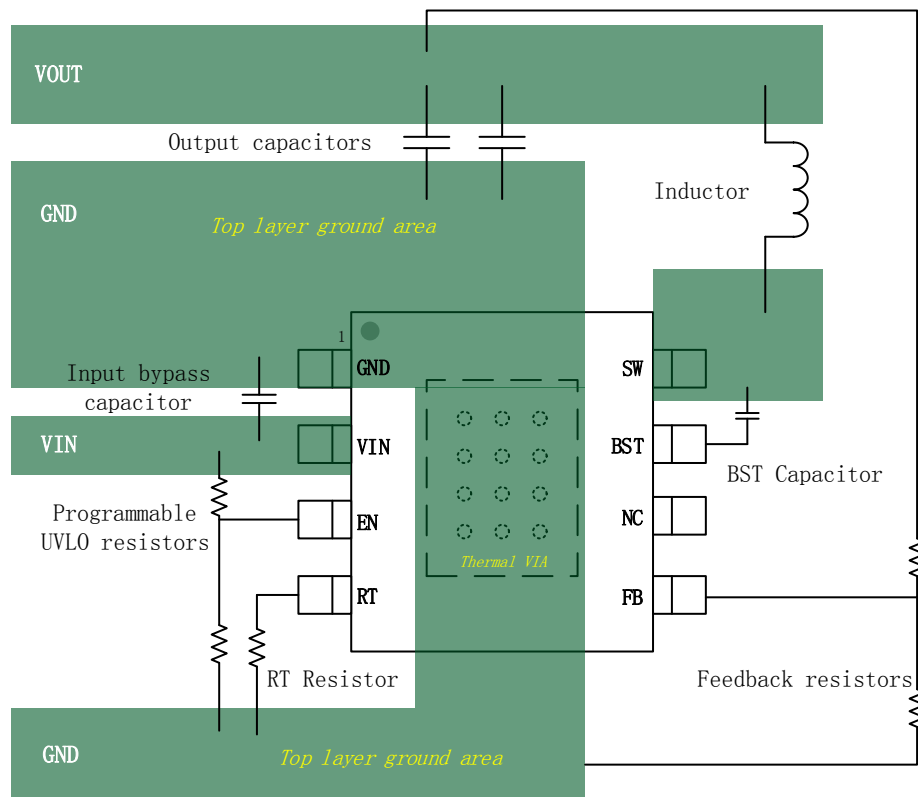 VOUT
Output capacitors
Inductor
GND
Top layer ground area
1
GND
SW
Input bypass
capacitor
VIN
VIN
BST
BST Capacitor
Programmable
UVLO resistors
EN
NC
Thermal VIA
RT
FB
RT Resistor
Feedback resistors
GND
Top layer ground area